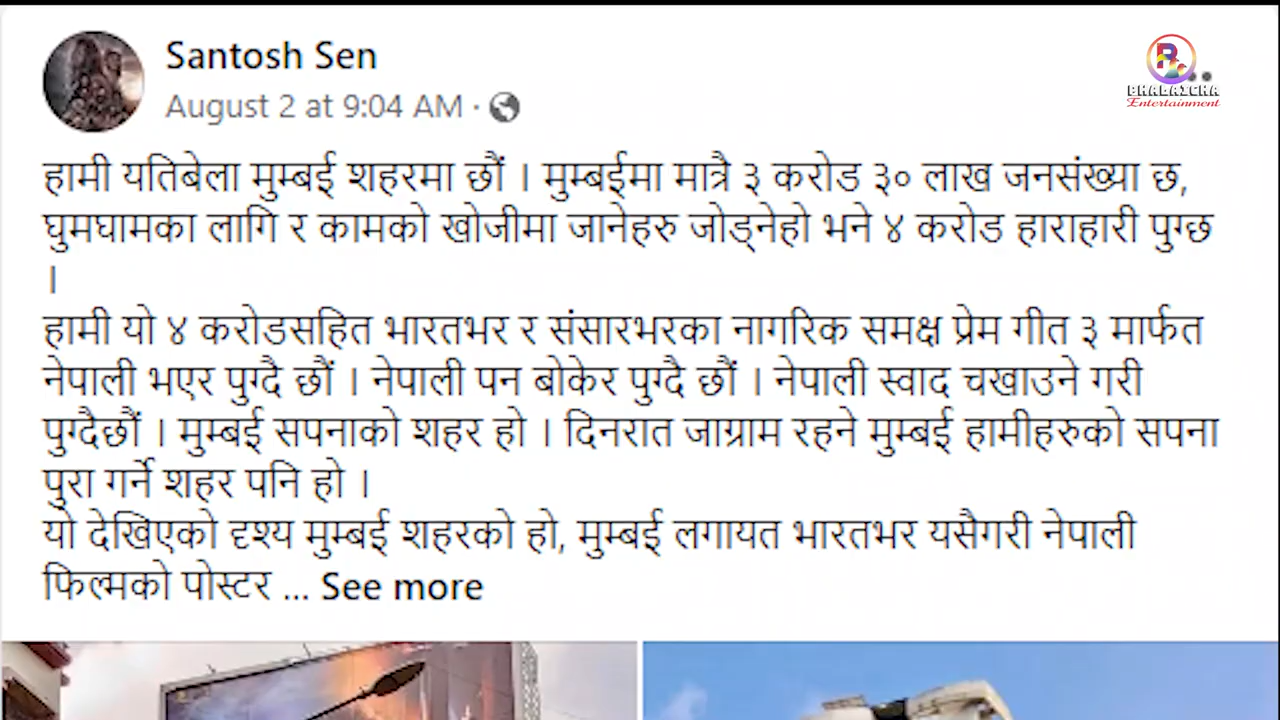 Santosh Sen
August 2 at 9:04 AM ·
PHALAICHA
Entertainment
हामी यतिबेला मुम्बई शहरमा छौं । मुम्बईमा मात्रै ३ करोड ३० लाख जनसंख्या छ,
घुमघामका लागि र कामको खोजीमा जानेहरु जोड्नेहो भने ४ करोड हाराहारी पुग्छ
।
हामी यो ४ करोडसहित भारतभर र संसारभरका नागरिक समक्ष प्रेम गीत ३ मार्फत
नेपाली भएर पुग्दै छौं । नेपाली पन बोकेर पुग्दै छौं । नेपाली स्वाद चखाउने गरी
पुग्दैछौं । मुम्बई सपनाको शहर हो । दिनरात जाग्राम रहने मुम्बई हामीहरुको सपना
पुरा गर्ने शहर पनि हो ।
यो देखिएको दृश्य मुम्बई शहरको हो, मुम्बई लगायत भारतभर यसैगरी नेपाली
फिल्मको पोस्टर ... See more